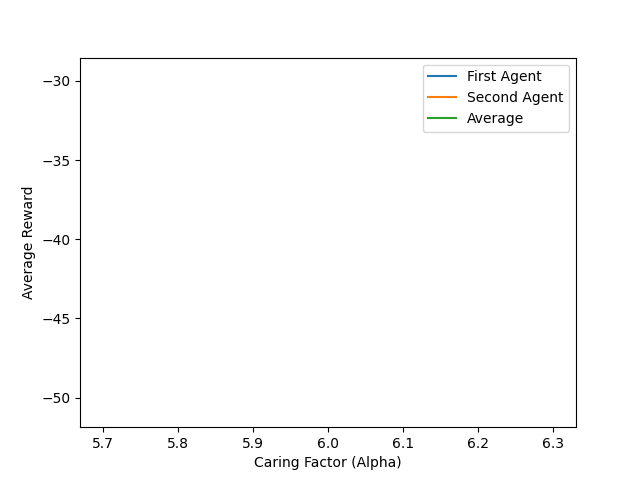 First Agent
Second Agent
Average
−30
−35
−40
−45
−50
Average Reward
5.7 5.8 5.9 6.0 6.1 6.2 6.3
Caring Factor (Alpha)